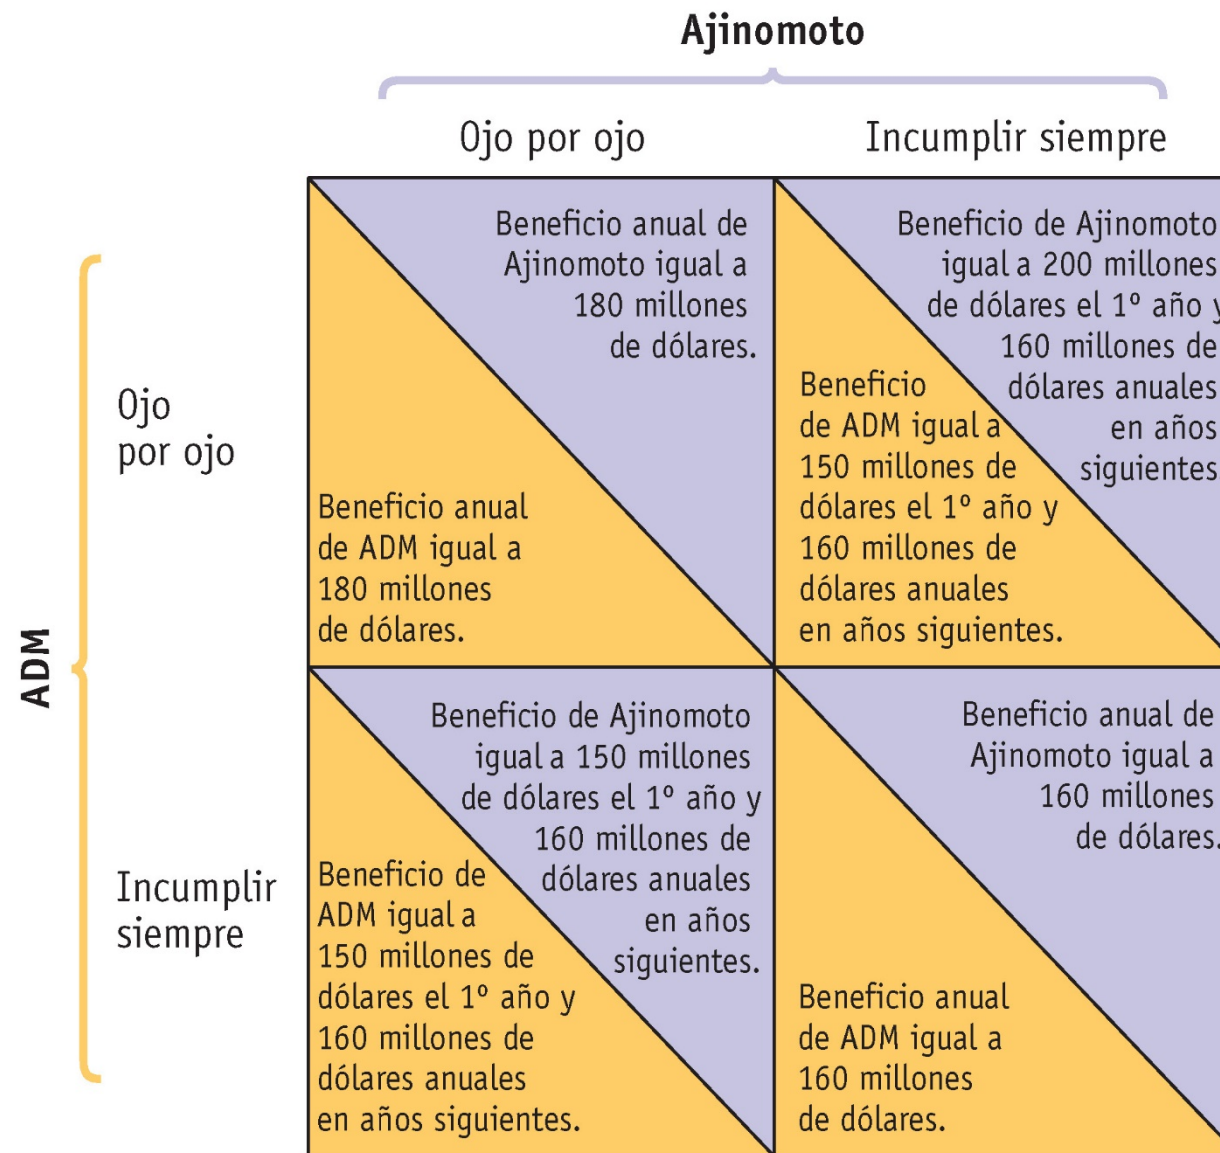 Ajinomoto
Ojo por ojo
Incumplir siempre
ADM
Ojo
por ojo
Beneficio anual de
Ajinomoto igual a
180 millones
de dólares.
Beneficio anual
de ADM igual a
180 millones
de dólares.
Beneficio de Ajinomoto
igual a 200 millones
de dólares el 1º año y
160 millones de
dólares anuales
en años
siguientes.
Beneficio
de ADM igual a
150 millones de
dólares el 1º año y
160 millones de
dólares anuales
en años siguientes.
Incumplir
siempre
Beneficio de Ajinomoto
igual a 150 millones
de dólares el 1º año y
160 millones de
dólares anuales
en años
siguientes.
Beneficio de
ADM igual a
150 millones de
dólares el 1º año y
160 millones de
dólares anuales
en años siguientes.
Beneficio anual de
Ajinomoto igual a
160 millones
de dólares.
Beneficio anual
de ADM igual a
160 millones
de dólares.